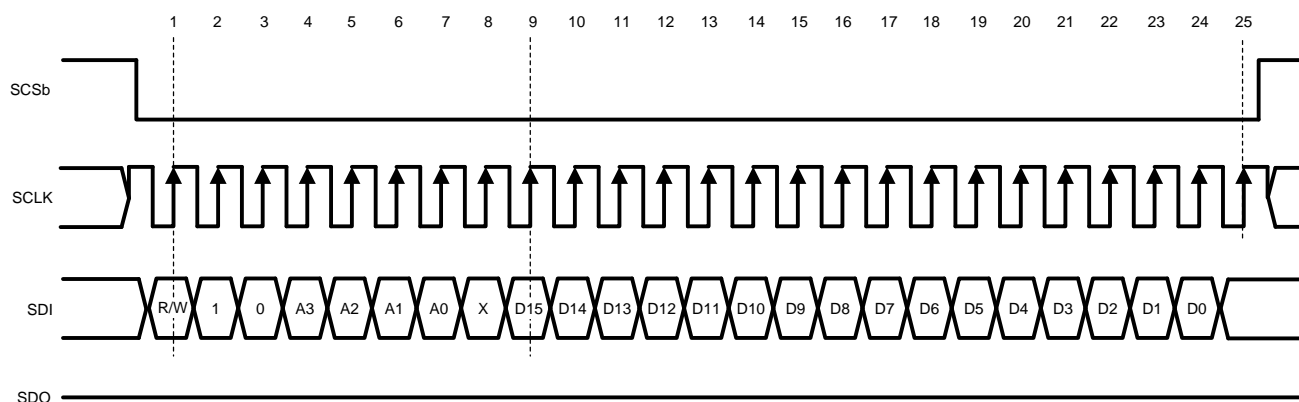 1 2 3 4 5 6 7 8 9 10 11 12 13 14 15 16 17 18 19 20 21 22 23 24 25
SCSb
SCLK
SDI R/W 1 0 A3 A2 A1 A0 X D15 D14 D13 D12 D11 D10 D9 D8 D7 D6 D5 D4 D3 D2 D1 D0
SDO